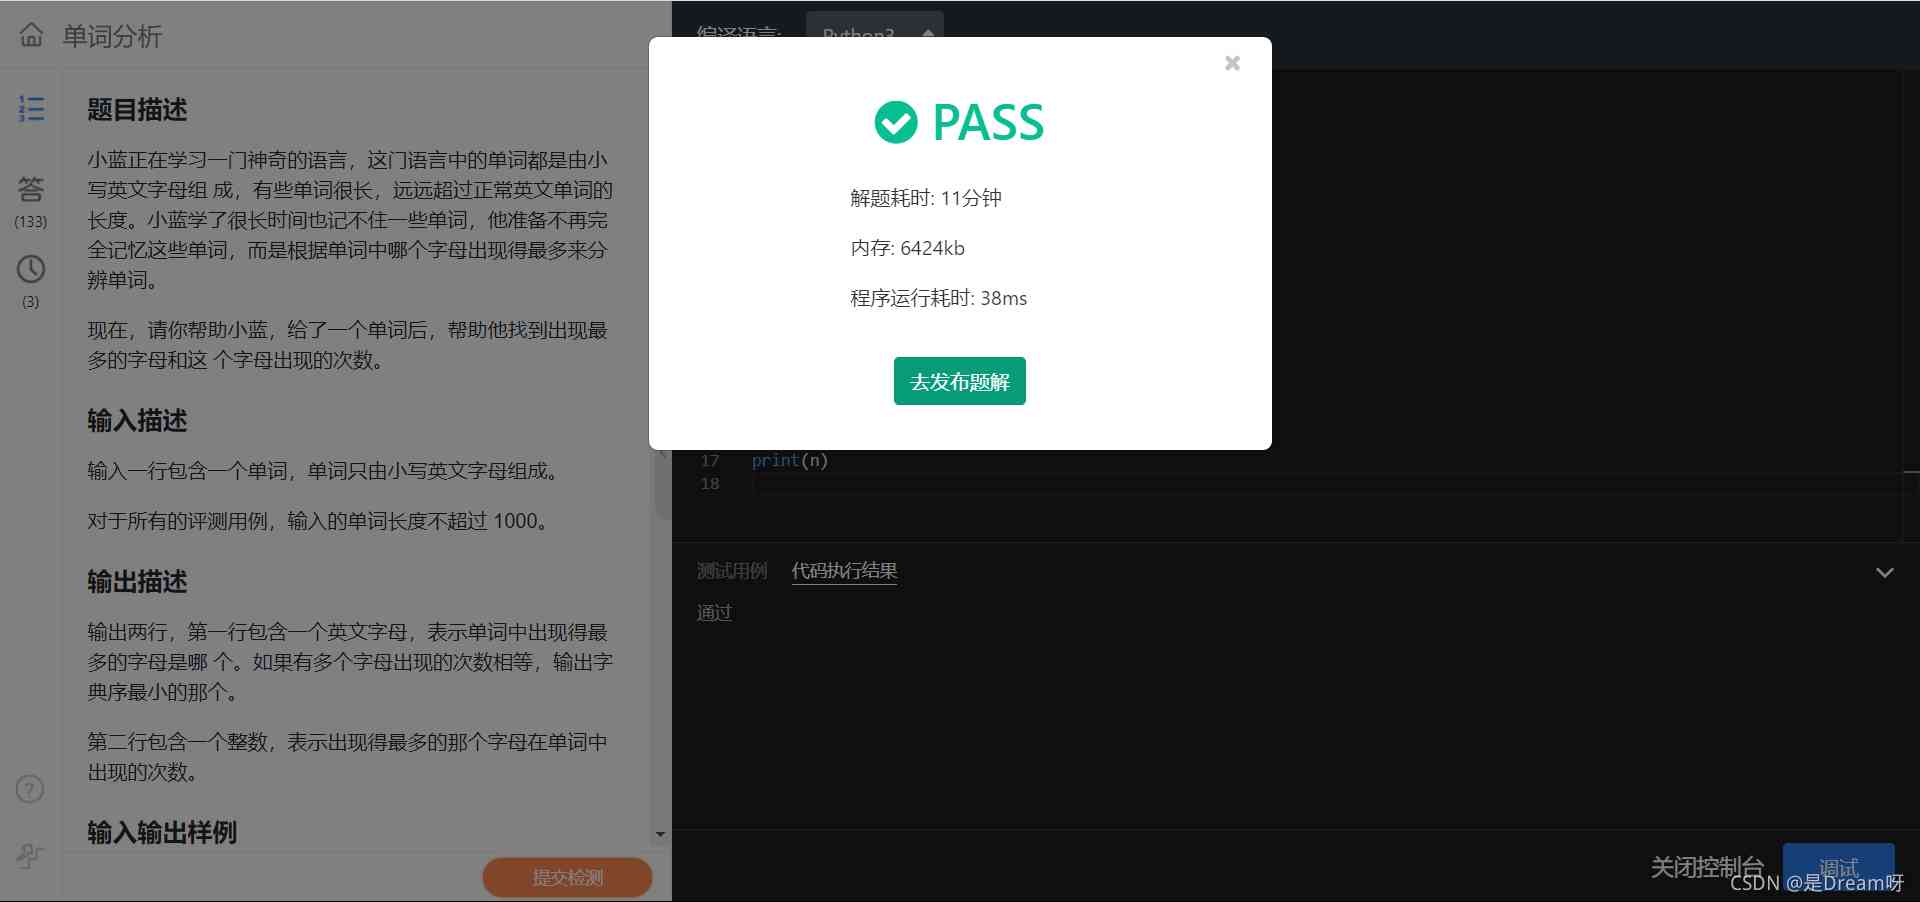 单词分析
编译语言:
Python3
题目描述
小蓝正在学习一门神奇的语言，这门语言中的单词都是由小
写英文字母组 成，有些单词很长，远远超过正常英文单词的
长度。小蓝学了很长时间也记不住一些单词，他准备不再完
全记忆这些单词，而是根据单词中哪个字母出现得最多来分
辨单词。
现在，请你帮助小蓝，给了一个单词后，帮助他找到出现最
多的字母和这 个字母出现的次数。
输入描述
输入一行包含一个单词，单词只由小写英文字母组成。
对于所有的评测用例，输入的单词长度不超过 1000。
输出描述
输出两行，第一行包含一个英文字母，表示单词中出现得最
多的字母是哪 个。如果有多个字母出现的次数相等，输出字
典序最小的那个。
第二行包含一个整数，表示出现得最多的那个字母在单词中
出现的次数。
输入输出样例
提交检测
1
2
3
答
(133)
(3)
?
PASS
解题耗时: 11分钟
内存: 6424kb
程序运行耗时: 38ms
去发布题解
17 print(n)
18
测试用例 代码执行结果
通过
关闭控制台 调试
CSDN @是Dream呀